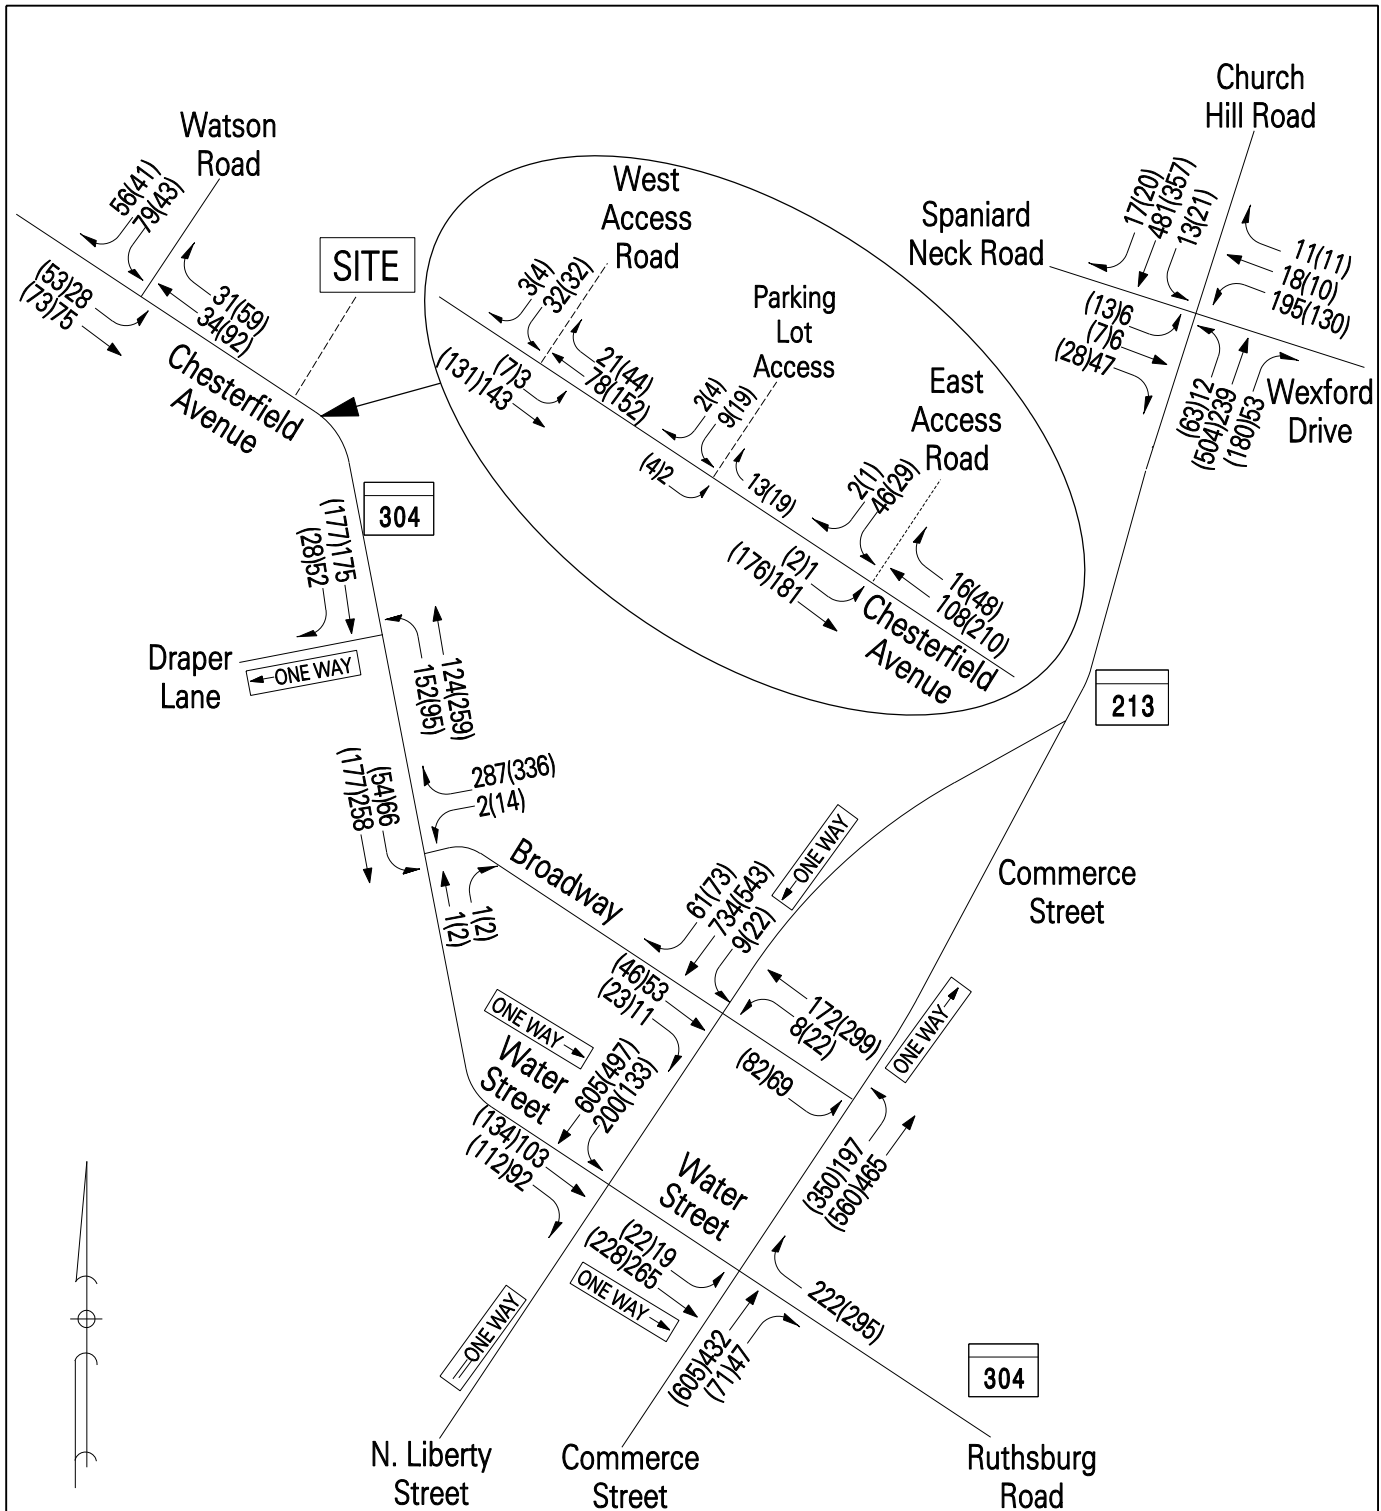 Church
Hill Road
Watson
Road
56(41)
79(43)
(53)28
(73)75
31(59)
34(92)
SITE
Chesterfield
Avenue
West
Access
Road
3(4)
32(32)
(7)3
(131)143
21(44)
78(152)
Parking
Lot
Access
2(4)
9(19)
(4)2
13(19)
East
Access
Road
2(1)
46(29)
(2)1
(176)181
16(48)
108(210)
Chesterfield
Avenue
Spaniard
Neck Road
17(20)
481(357)
13(21)
11(11)
18(10)
195(130)
(13)6
(7)6
(28)47
(63)12
(504)239
(180)53
Wexford
Drive
304
(177)175
(28)52
Draper
Lane
ONE WAY
124(259)
152(95)
213
(54)66
(177)258
287(336)
2(14)
1(2)
1(2)
Broadway
ONE WAY
Commerce
Street
61(73)
734(543)
9(22)
(46)53
(23)11
172(299)
8(22)
ONE WAY
ONE WAY
Water
Street
605(497)
200(133)
(82)69
(134)103
(112)92
Water
Street
(350)197
(560)465
(22)19
(228)265
ONE WAY
222(295)
ONE WAY
(605)432
(71)47
304
N. Liberty
Street
Commerce
Street
Ruthsburg
Road